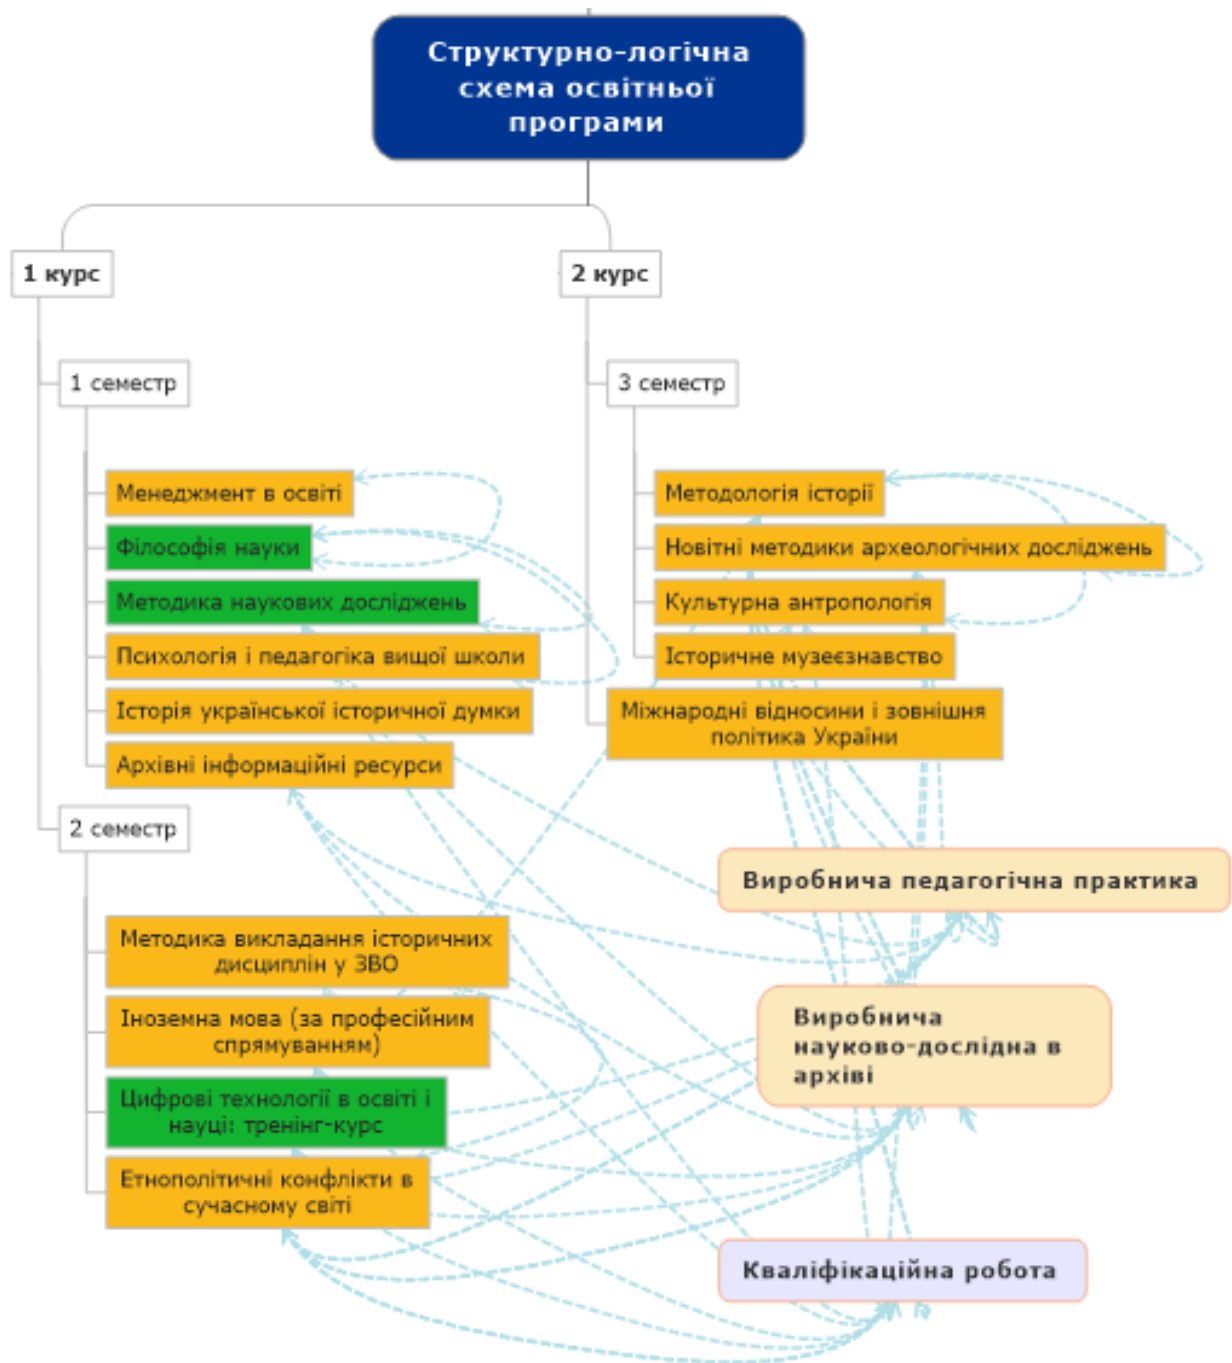 Структурно-логічна
схема освітньої
програми
1 курс
1 семестр
Менеджмент в освіті
Філософія науки
Методика наукових досліджень
Психологія і педагогіка вищої школи
Історія української історичної думки
Архівні інформаційні ресурси
2 семестр
Методика викладання історичних
дисциплін у ЗВО
Іноземна мова (за професійним
спрямуванням)
Цифрові технології в освіті і
науці: тренінг-курс
Етнополітичні конфлікти в
сучасному світі
2 курс
3 семестр
Методологія історії
Новітні методики археологічних досліджень
Культурна антропологія
Історичне музеєзнавство
Міжнародні відносини і зовнішня
політика України
Виробнича педагогічна практика
Виробнича
науково-дослідна в
архіві
Кваліфікаційна робота